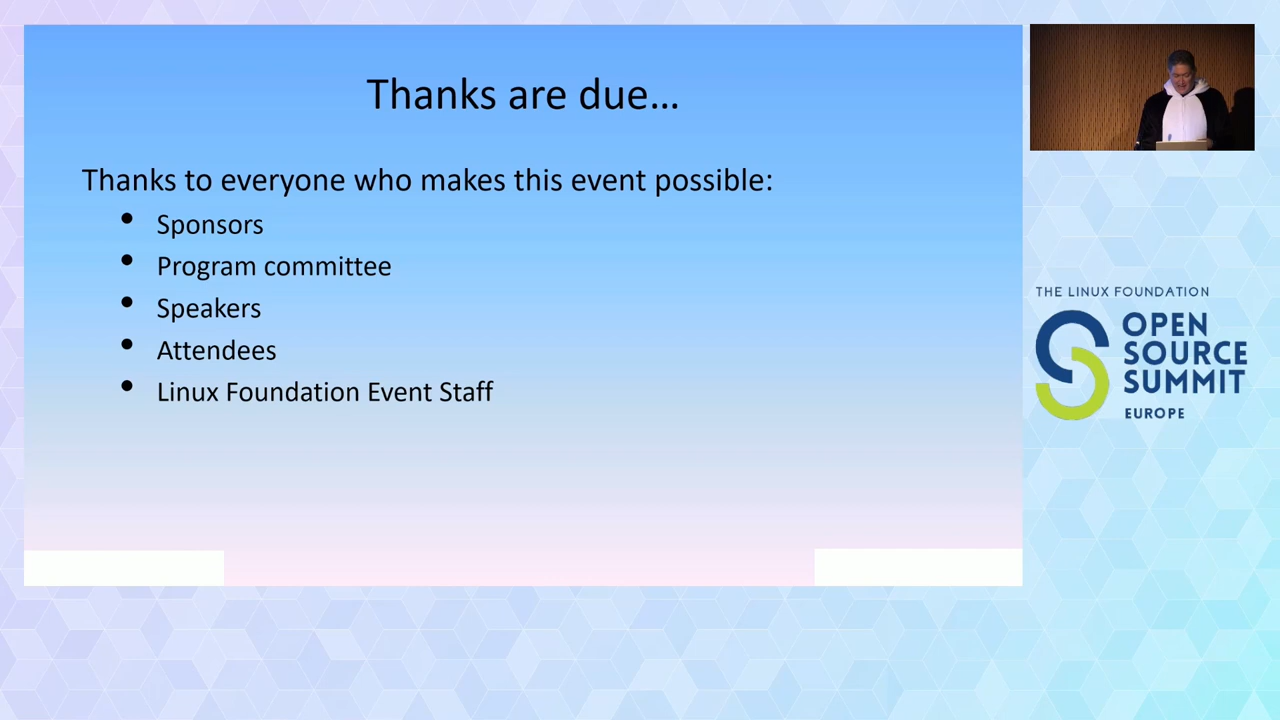 Thanks are due...
Thanks to everyone who makes this event possible:
• Sponsors
• Program committee
• Speakers
• Attendees
• Linux Foundation Event Staff
THE LINUX FOUNDATION
OPEN
SOURCE
SUMMIT
EUROPE